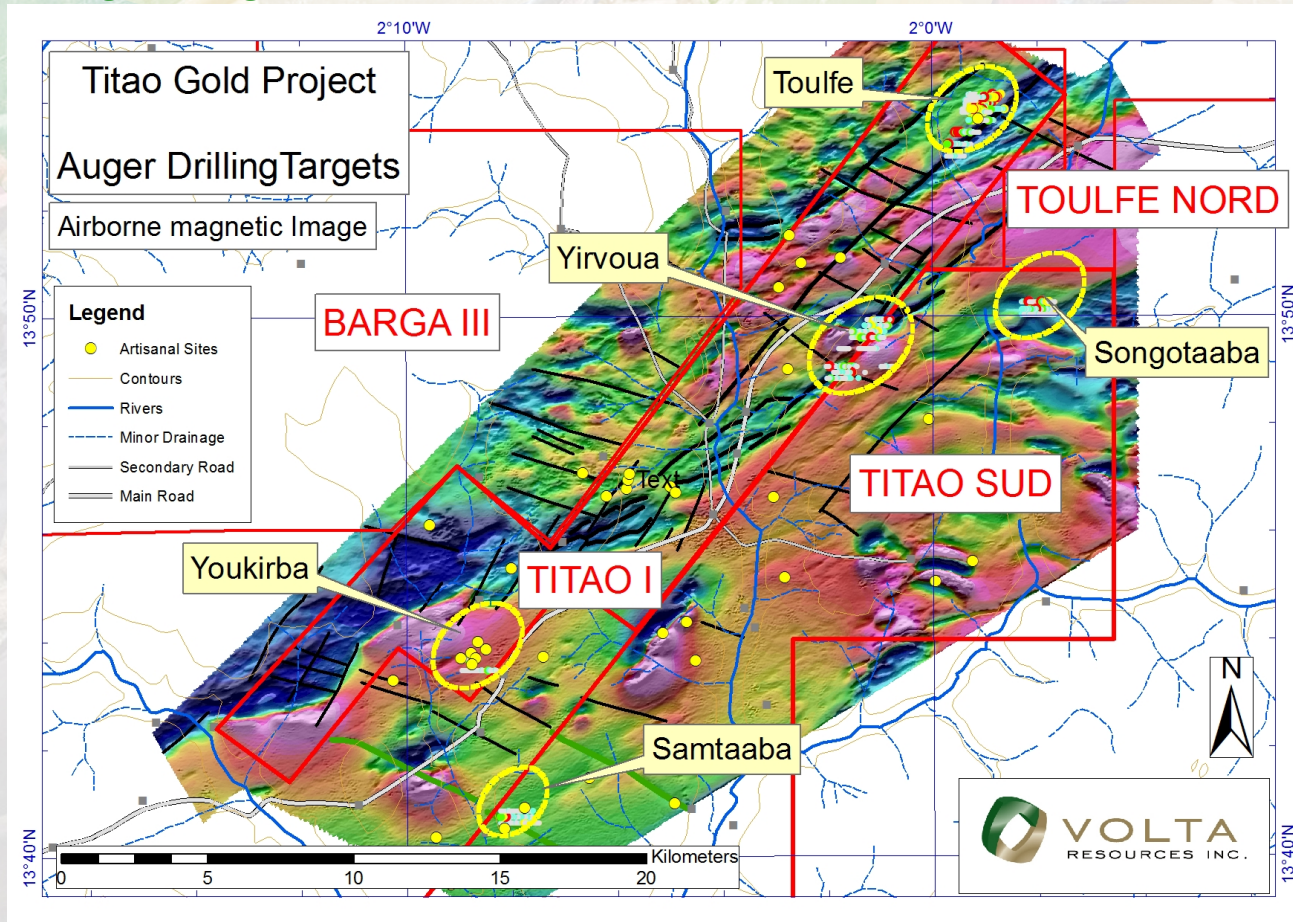 2°10'W
2°0'W
Titao Gold Project
Auger DrillingTargets
Airborne magnetic Image
Toulfe
TOULFE NORD
Yirvoua
Songotaaba
BARGA III
13°50'N
13°50'N
Legend
Artisanal Sites
Contours
Rivers
Minor Drainage
Secondary Road
Main Road
Text
TITAO SUD
Youkirba
TITAO I
N
Samtaaba
VOLTA
RESOURCES INC.
13°40'N
13°40'N
Kilometers
0 5 10 15 20